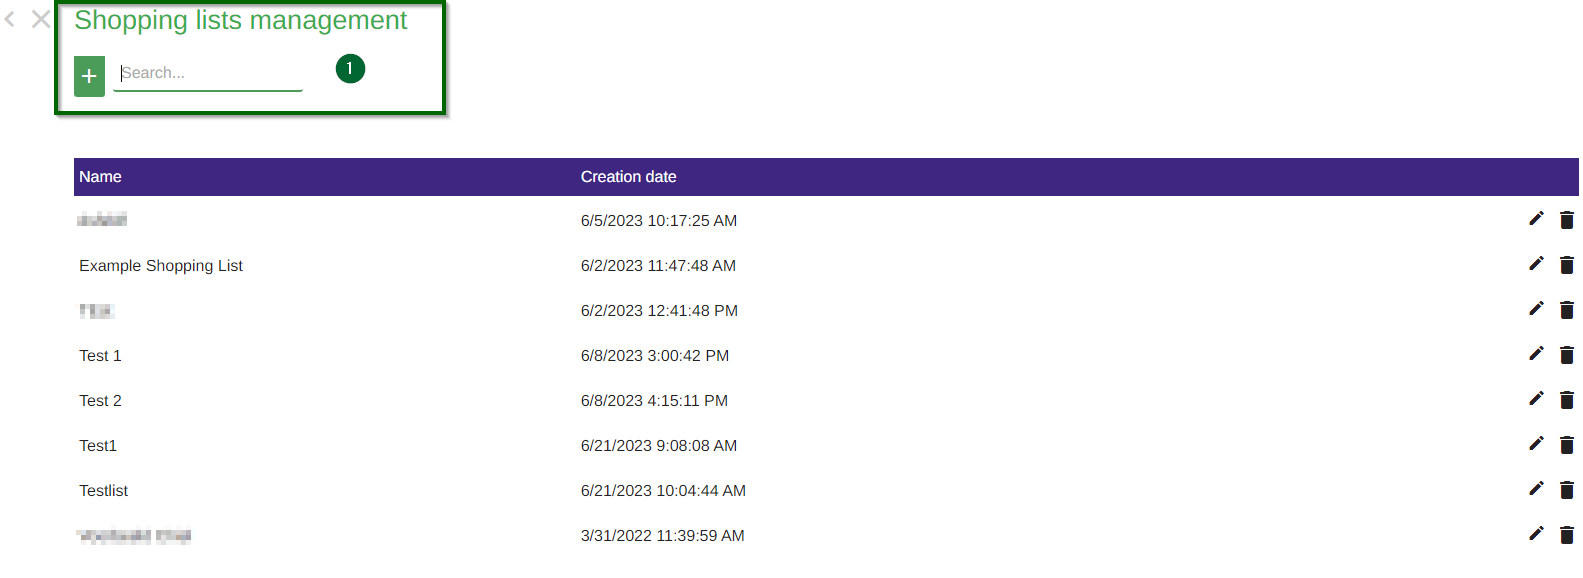 Shopping lists management
+ Search...
1
Name Creation date
6/5/2023 10:17:25 AM
Example Shopping List 6/2/2023 11:47:48 AM
6/2/2023 12:41:48 PM
Test 1 6/8/2023 3:00:42 PM
Test 2 6/8/2023 4:15:11 PM
Test1 6/21/2023 9:08:08 AM
Testlist 6/21/2023 10:04:44 AM
3/31/2022 11:39:59 AM